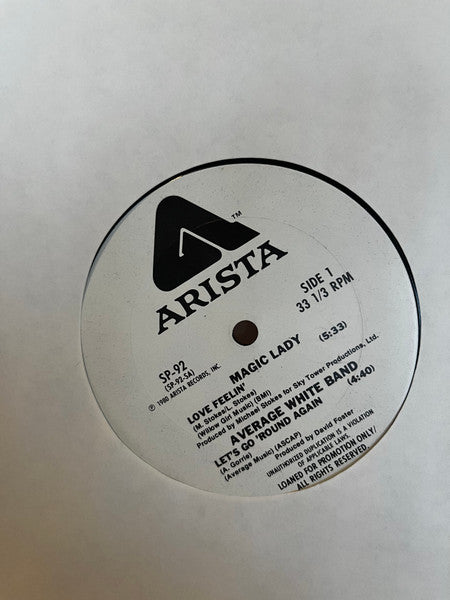 ARISTA™
SIDE 1
33 1/3 RPM
SP-92
(SP-92-SA)
℗ 1980 ARISTA RECORDS, INC.
MAGIC LADY
LOVE FEELIN' (5:33)
(M. Stokes/L. Stokes)
(Willow Girl Music) (BMI)
Produced by Michael Stokes for Sky Tower Productions, Ltd.
AVERAGE WHITE BAND
LET'S GO 'ROUND AGAIN (4:40)
(A. Gorrie)
(Average Music) (ASCAP) Produced by David Foster
UNAUTHORIZED DUPLICATION IS A VIOLATION
OF APPLICABLE LAWS.
LOANED FOR PROMOTION ONLY/
ALL RIGHTS RESERVED.